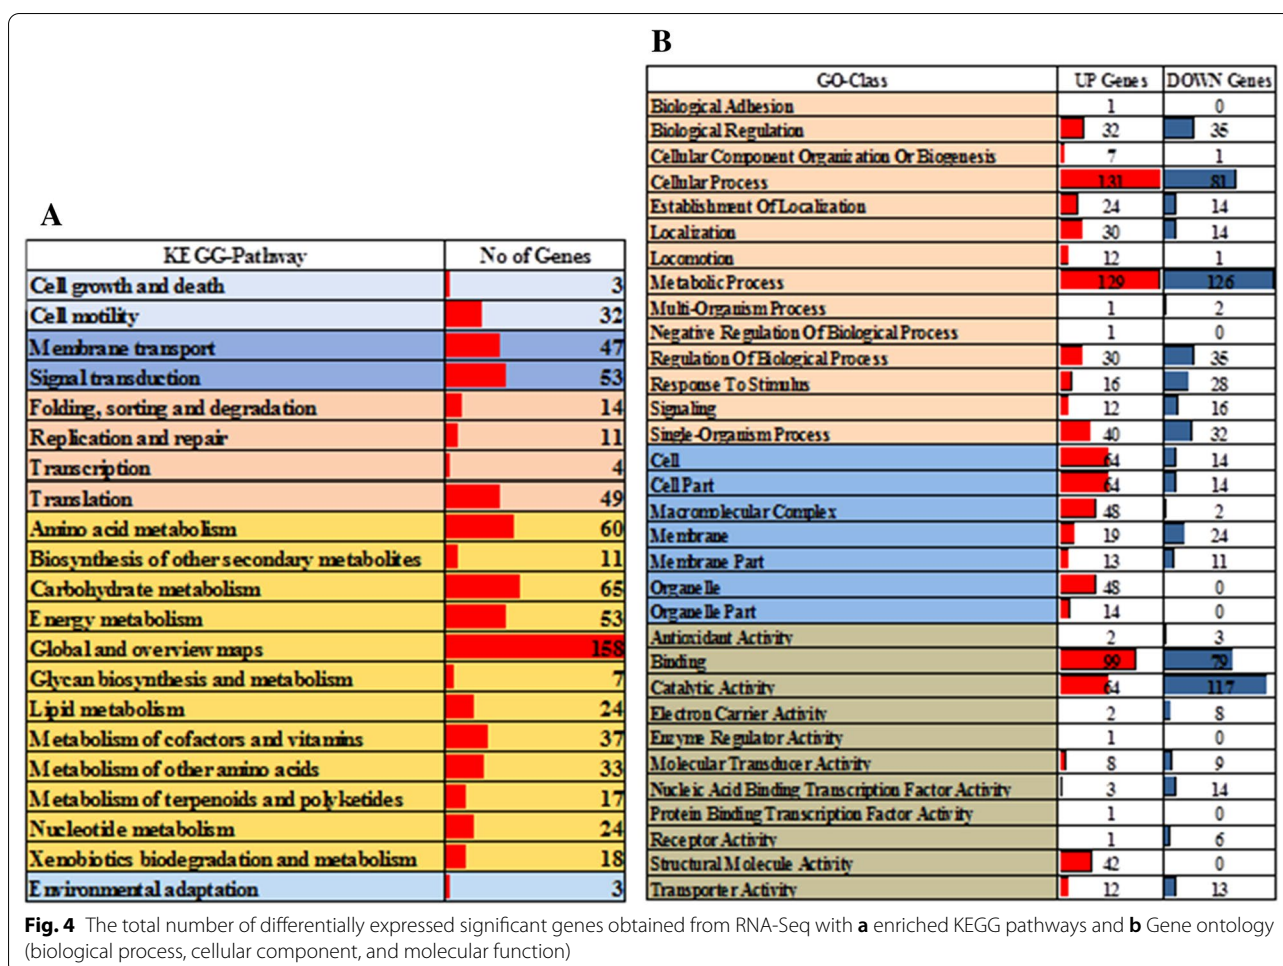 A
KEGG-Pathway No of Genes
Cell growth and death 3
Cell motility 32
Membrane transport 47
Signal transduction 53
Folding, sorting and degradation 14
Replication and repair 11
Transcription 4
Translation 49
Amino acid metabolism 60
Biosynthesis of other secondary metabolites 11
Carbohydrate metabolism 65
Energy metabolism 53
Global and overview maps 158
Glycan biosynthesis and metabolism 7
Lipid metabolism 24
Metabolism of cofactors and vitamins 37
Metabolism of other amino acids 33
Metabolism of terpenoids and polyketides 17
Nucleotide metabolism 24
Xenobiotics biodegradation and metabolism 18
Environmental adaptation 3
B
GO-Class UP Genes DOWN Genes
Biological Adhesion 1 0
Biological Regulation 32 35
Cellular Component Organization Or Biogenesis 7 1
Cellular Process 131 81
Establishment Of Localization 24 14
Localization 30 14
Locomotion 12 1
Metabolic Process 129 126
Multi-Organism Process 1 2
Negative Regulation Of Biological Process 1 0
Regulation Of Biological Process 30 35
Response To Stimulus 16 28
Signaling 12 16
Single-Organism Process 40 32
Cell 64 14
Cell Part 64 14
Macromolecular Complex 48 2
Membrane 19 24
Membrane Part 13 11
Organelle 48 0
Organelle Part 14 0
Antioxidant Activity 2 3
Binding 99 79
Catalytic Activity 64 117
Electron Carrier Activity 2 8
Enzyme Regulator Activity 1 0
Molecular Transducer Activity 8 9
Nucleic Acid Binding Transcription Factor Activity 3 14
Protein Binding Transcription Factor Activity 1 0
Receptor Activity 1 6
Structural Molecule Activity 42 0
Transporter Activity 12 13
Fig. 4 The total number of differentially expressed significant genes obtained from RNA-Seq with a enriched KEGG pathways and b Gene ontology
(biological process, cellular component, and molecular function)